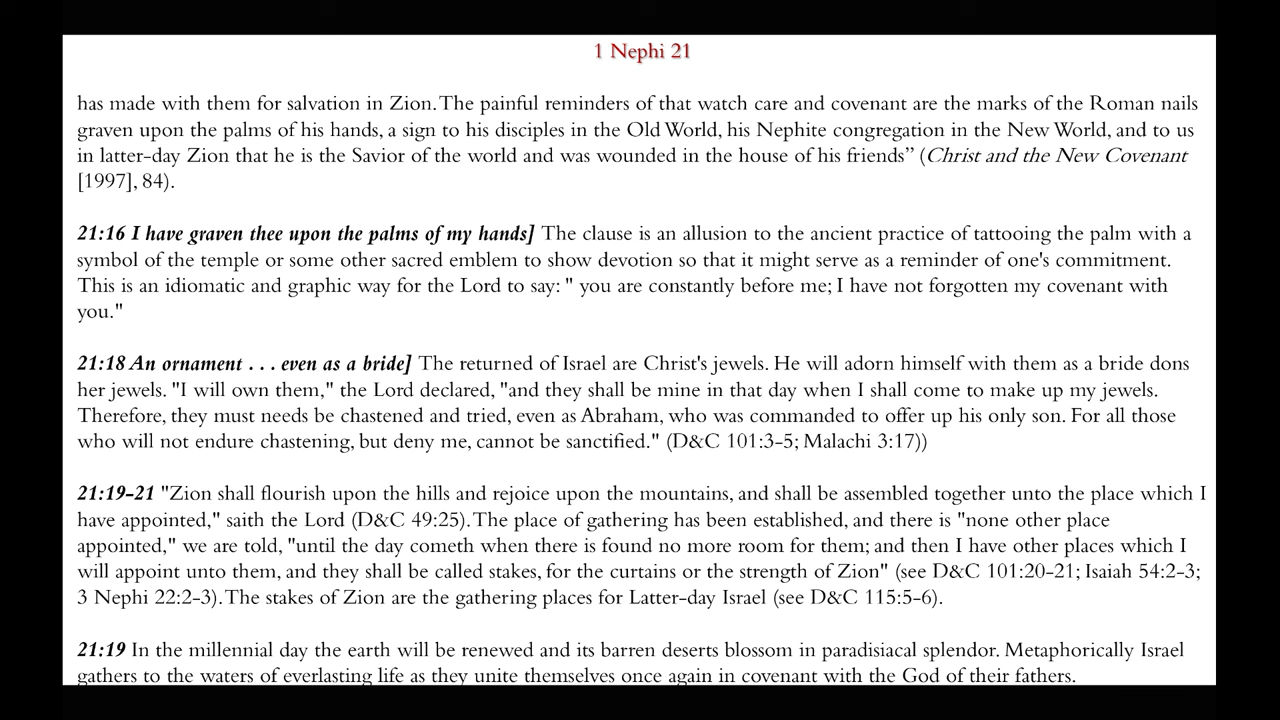 1 Nephi 21
has made with them for salvation in Zion. The painful reminders of that watch care and covenant are the marks of the Roman nails
graven upon the palms of his hands, a sign to his disciples in the Old World, his Nephite congregation in the New World, and to us
in latter-day Zion that he is the Savior of the world and was wounded in the house of his friends” (Christ and the New Covenant
[1997], 84).
21:16 I have graven thee upon the palms of my hands] The clause is an allusion to the ancient practice of tattooing the palm with a
symbol of the temple or some other sacred emblem to show devotion so that it might serve as a reminder of one's commitment.
This is an idiomatic and graphic way for the Lord to say: " you are constantly before me; I have not forgotten my covenant with
you."
21:18 An ornament . . . even as a bride] The returned of Israel are Christ's jewels. He will adorn himself with them as a bride dons
her jewels. "I will own them," the Lord declared, "and they shall be mine in that day when I shall come to make up my jewels.
Therefore, they must needs be chastened and tried, even as Abraham, who was commanded to offer up his only son. For all those
who will not endure chastening, but deny me, cannot be sanctified." (D&C 101:3-5; Malachi 3:17))
21:19-21 "Zion shall flourish upon the hills and rejoice upon the mountains, and shall be assembled together unto the place which I
have appointed," saith the Lord (D&C 49:25). The place of gathering has been established, and there is "none other place
appointed," we are told, "until the day cometh when there is found no more room for them; and then I have other places which I
will appoint unto them, and they shall be called stakes, for the curtains or the strength of Zion" (see D&C 101:20-21; Isaiah 54:2-3;
3 Nephi 22:2-3). The stakes of Zion are the gathering places for Latter-day Israel (see D&C 115:5-6).
21:19 In the millennial day the earth will be renewed and its barren deserts blossom in paradisiacal splendor. Metaphorically Israel
gathers to the waters of everlasting life as they unite themselves once again in covenant with the God of their fathers.